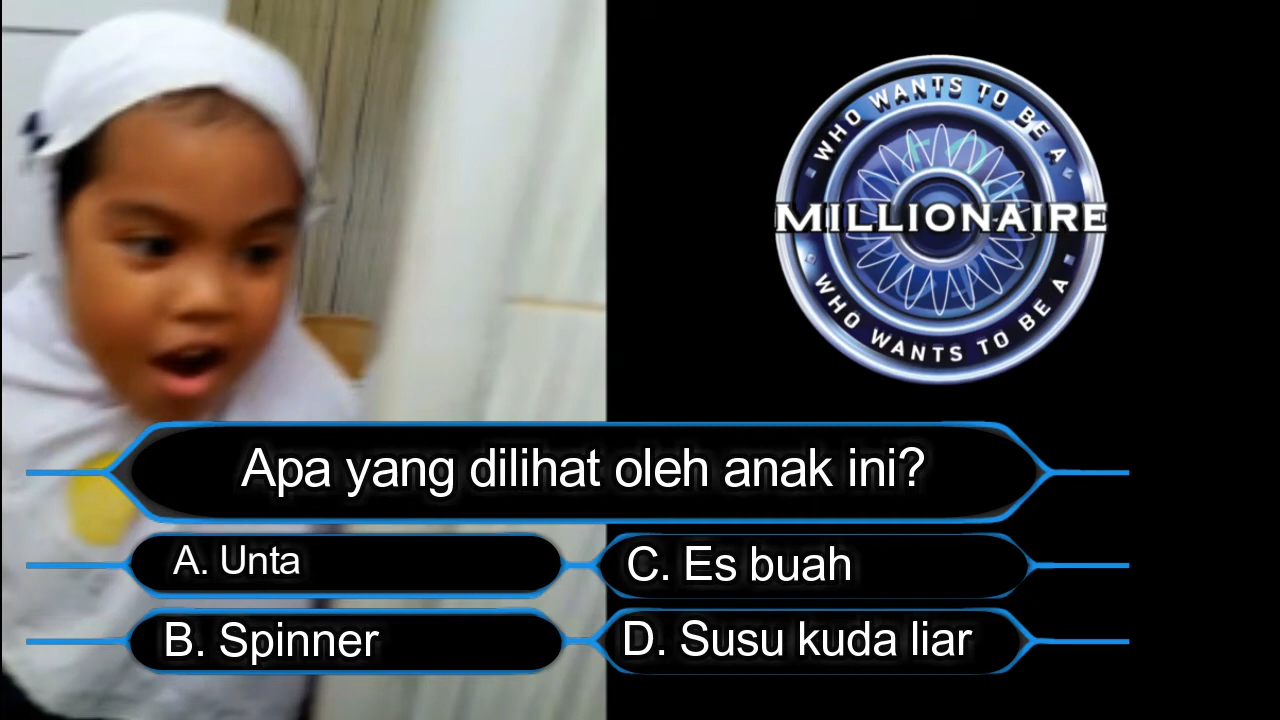 WHO WANTS TO BE A
MILLIONAIRE
WHO WANTS TO BE A
Apa yang dilihat oleh anak ini?
A. Unta
C. Es buah
B. Spinner
D. Susu kuda liar